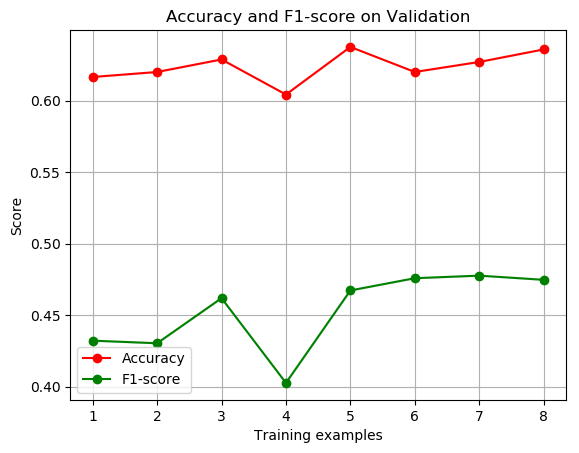 Accuracy and F1-score on Validation
Score
0.60
0.55
0.50
0.45
0.40
Accuracy
F1-score
1 2 3 4 5 6 7 8
Training examples